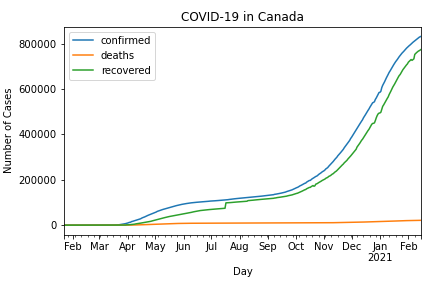 COVID-19 in Canada
confirmed
deaths
recovered
Number of Cases
800000
600000
400000
200000
0
Feb Mar Apr May Jun Jul Aug Sep Oct Nov Dec Jan Feb
2021
Day